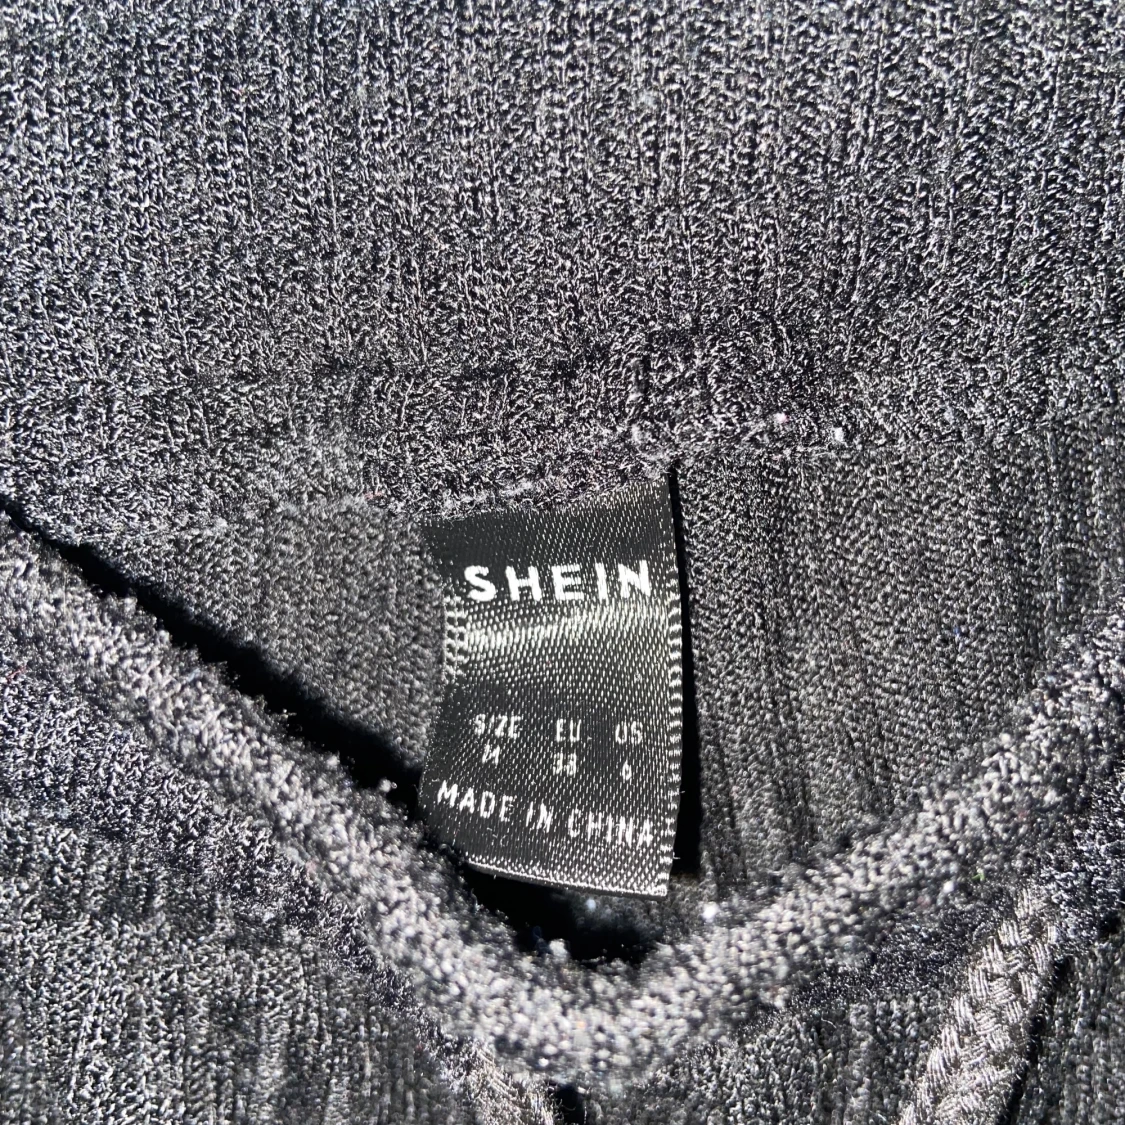 SHEIN
SIZE EU US
M 38 6
MADE IN CHINA